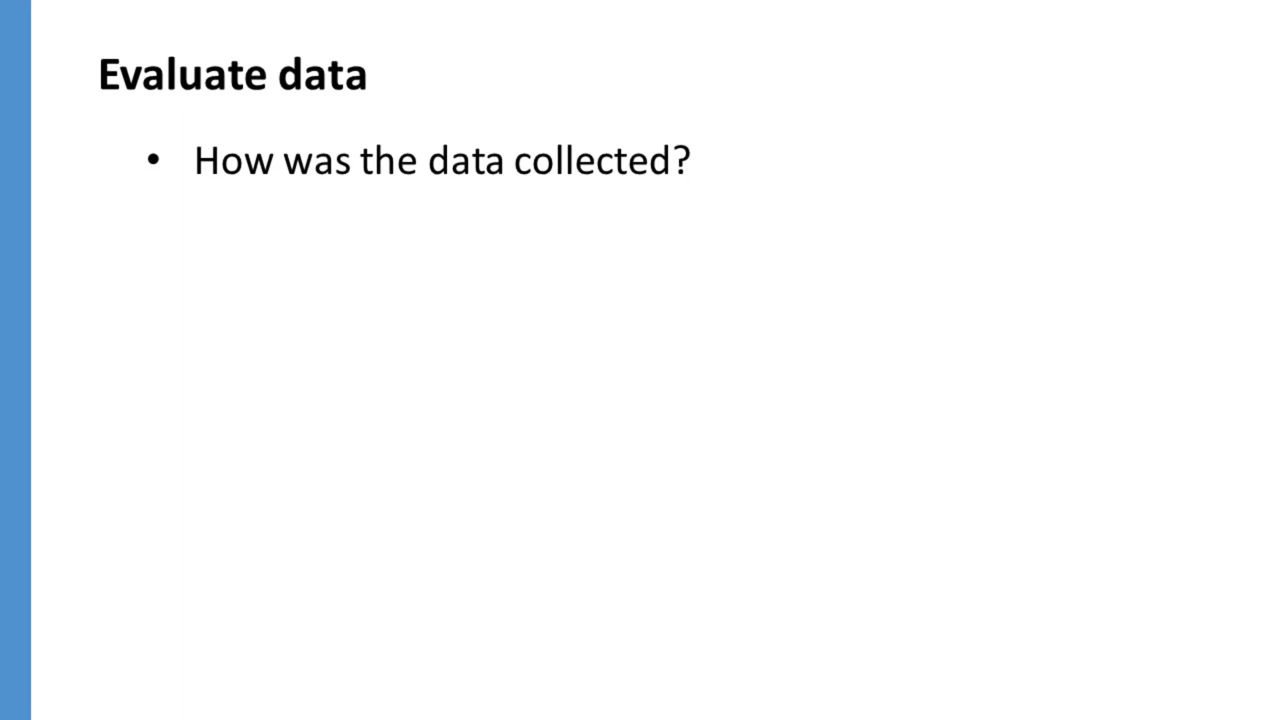 Evaluate data
• How was the data collected?